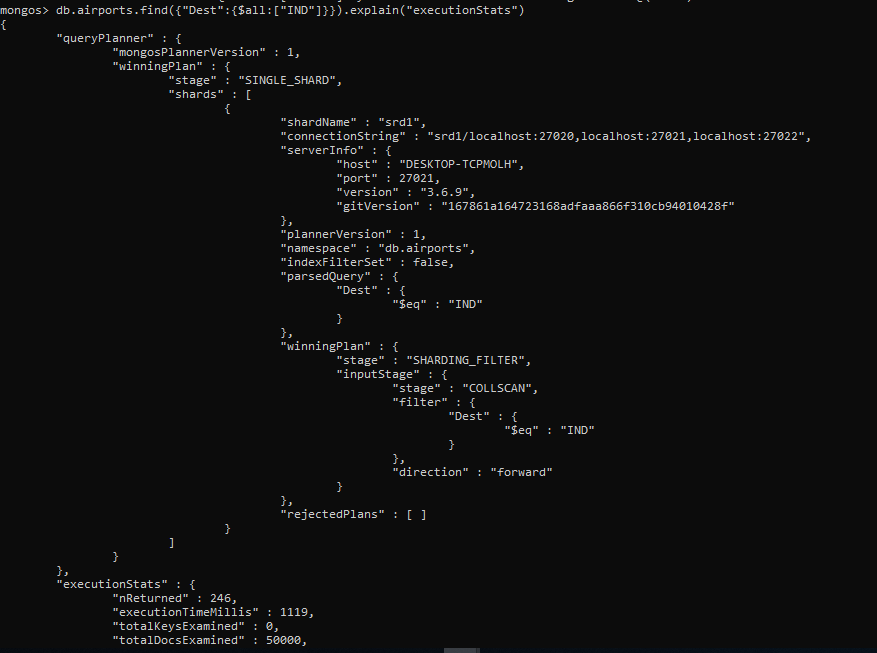 mongos> db.airports.find({"Dest":{$all:["IND"]}}).explain("executionStats")
{
        "queryPlanner" : {
                "mongosPlannerVersion" : 1,
                "winningPlan" : {
                        "stage" : "SINGLE_SHARD",
                        "shards" : [
                                {
                                        "shardName" : "srd1",
                                        "connectionString" : "srd1/localhost:27020,localhost:27021,localhost:27022",
                                        "serverInfo" : {
                                                "host" : "DESKTOP-TCPMOLH",
                                                "port" : 27021,
                                                "version" : "3.6.9",
                                                "gitVersion" : "167861a164723168adfaaa866f310cb94010428f"
                                        },
                                        "plannerVersion" : 1,
                                        "namespace" : "db.airports",
                                        "indexFilterSet" : false,
                                        "parsedQuery" : {
                                                "Dest" : {
                                                        "$eq" : "IND"
                                                }
                                        },
                                        "winningPlan" : {
                                                "stage" : "SHARDING_FILTER",
                                                "inputStage" : {
                                                        "stage" : "COLLSCAN",
                                                        "filter" : {
                                                                "Dest" : {
                                                                        "$eq" : "IND"
                                                                }
                                                        },
                                                        "direction" : "forward"
                                                }
                                        },
                                        "rejectedPlans" : [ ]
                                }
                        ]
                }
        },
        "executionStats" : {
                "nReturned" : 246,
                "executionTimeMillis" : 1119,
                "totalKeysExamined" : 0,
                "totalDocsExamined" : 50000,